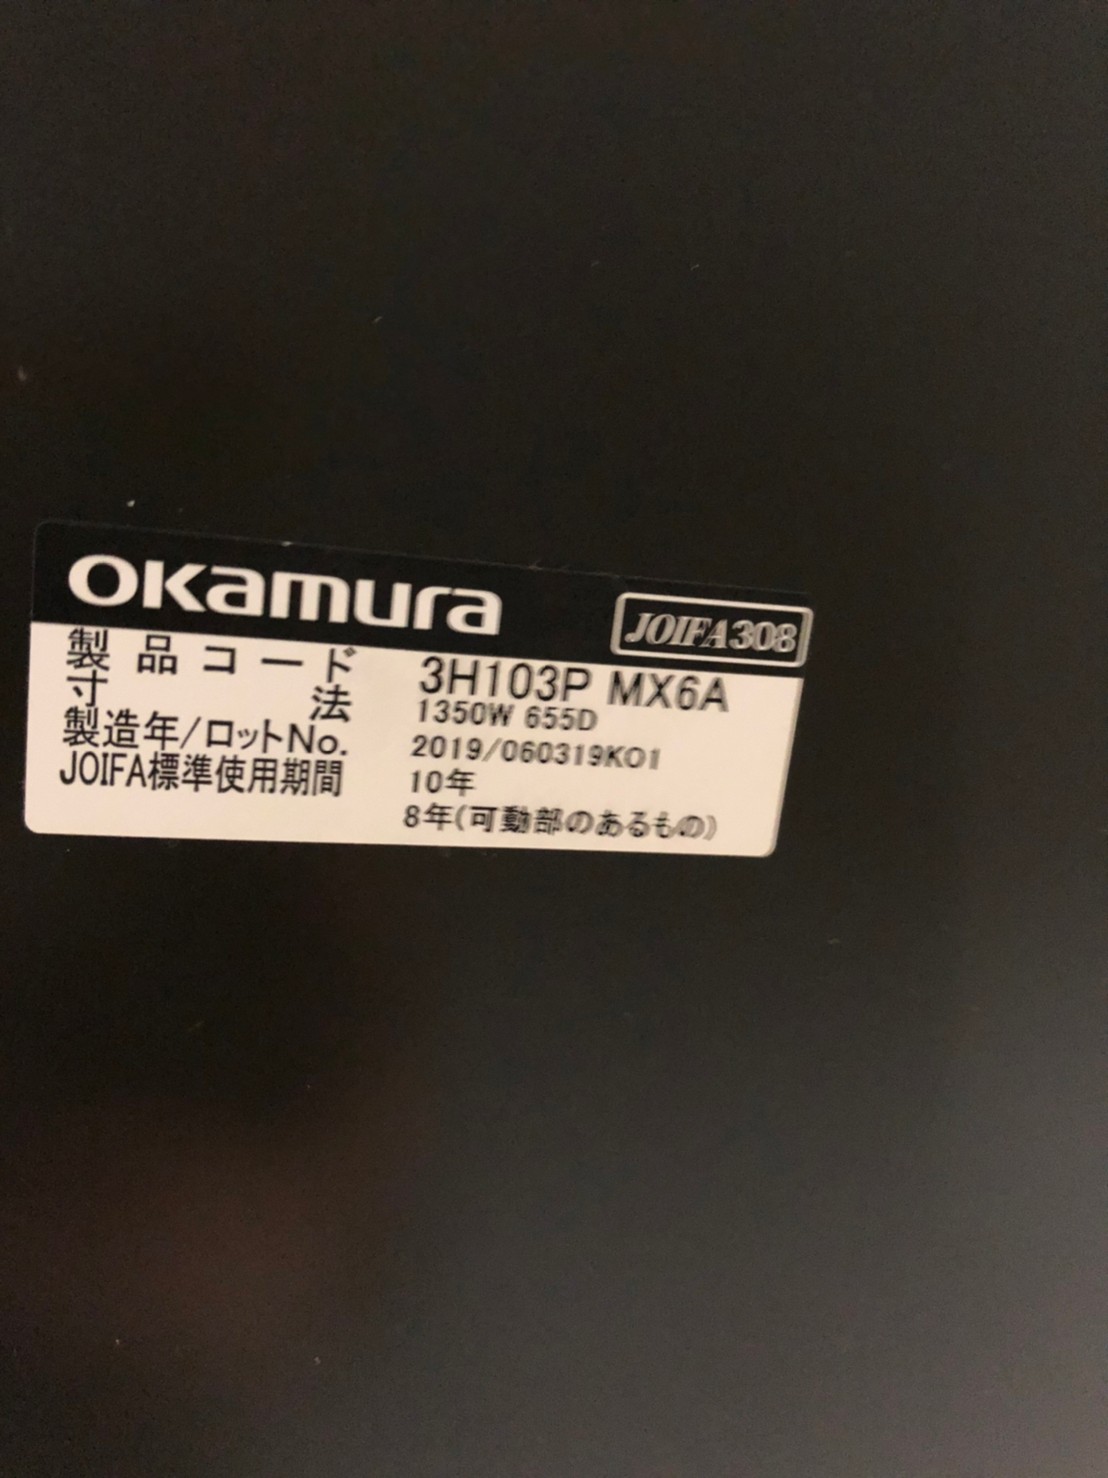 okamura
JOIFA308
製品コード 3H103P MX6A
寸法 1350W 655D
製造年/ロットNo. 2019/060319K01
JOIFA標準使用期間 10年
8年(可動部のあるもの)